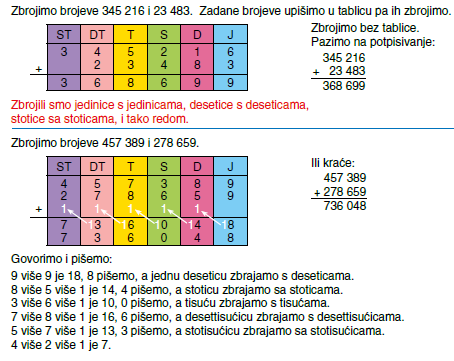 Zbrojimo brojeve 345 216 i 23 483. Zadane brojeve upišimo u tablicu pa ih zbrojimo.
ST DT T S D J
3 4 5 2 1 6
2 3 4 8 3
+
3 6 8 6 9 9
Zbrojimo bez tablice.
Pazimo na potpisivanje:
345 216
+ 23 483
368 699
Zbrojili smo jedinice s jedinicama, desetice s deseticama,
stotice sa stoticama, i tako redom.
Zbrojimo brojeve 457 389 i 278 659.
ST DT T S D J
4 5 7 3 8 9
2 7 8 6 5 9
+ 1 1 1 1 1
7 13 16 10 14 18
7 3 6 0 4 8
Ili kraće:
457 389
+ 278 659
736 048
Govorimo i pišemo:
9 više 9 je 18, 8 pišemo, a jednu deseticu zbrajamo s deseticama.
8 više 5 više 1 je 14, 4 pišemo, a stoticu zbrajamo sa stoticama.
3 više 6 više 1 je 10, 0 pišemo, a tisuću zbrajamo s tisućama.
7 više 8 više 1 je 16, 6 pišemo, a desettisućicu zbrajamo s desettisućicama.
5 više 7 više 1 je 13, 3 pišemo, a stotisućicu zbrajamo sa stotisućicama.
4 više 2 više 1 je 7.